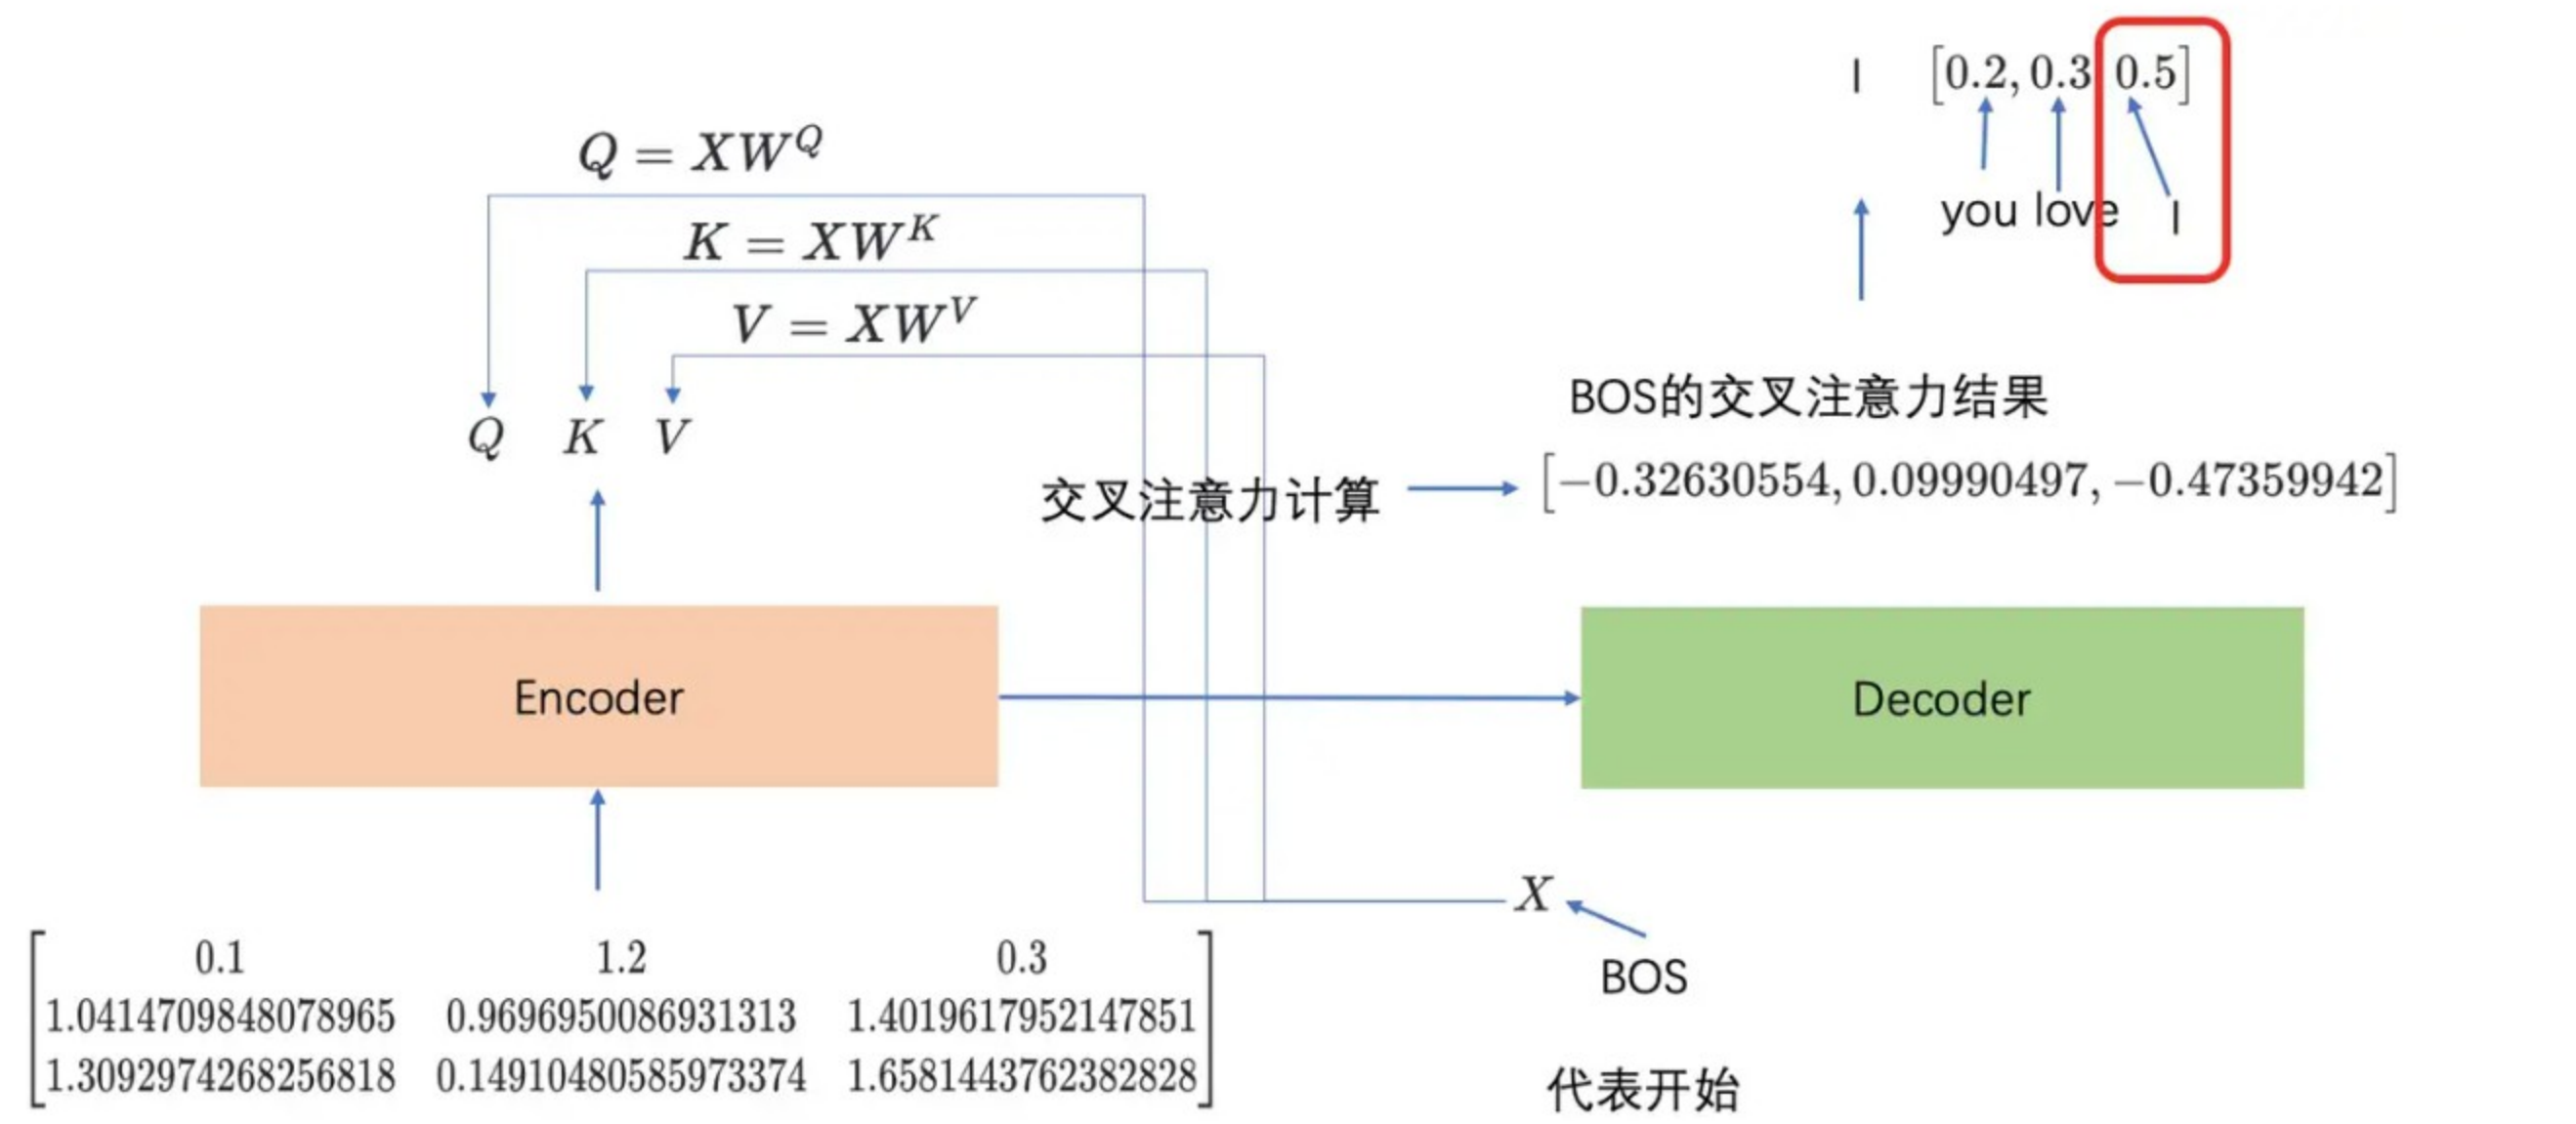 I [0.2, 0.3 0.5]
you love I
Q = XW^Q
K = XW^K
V = XW^V
Q K V
BOS的交叉注意力结果
交叉注意力计算
[−0.32630554, 0.09990497, −0.47359942]
Encoder
Decoder
X
BOS
代表开始
0.1 1.2 0.3
1.0414709848078965 0.9696950086931313 1.4019617952147851
1.3092974268256818 0.14910480585973374 1.6581443762382828